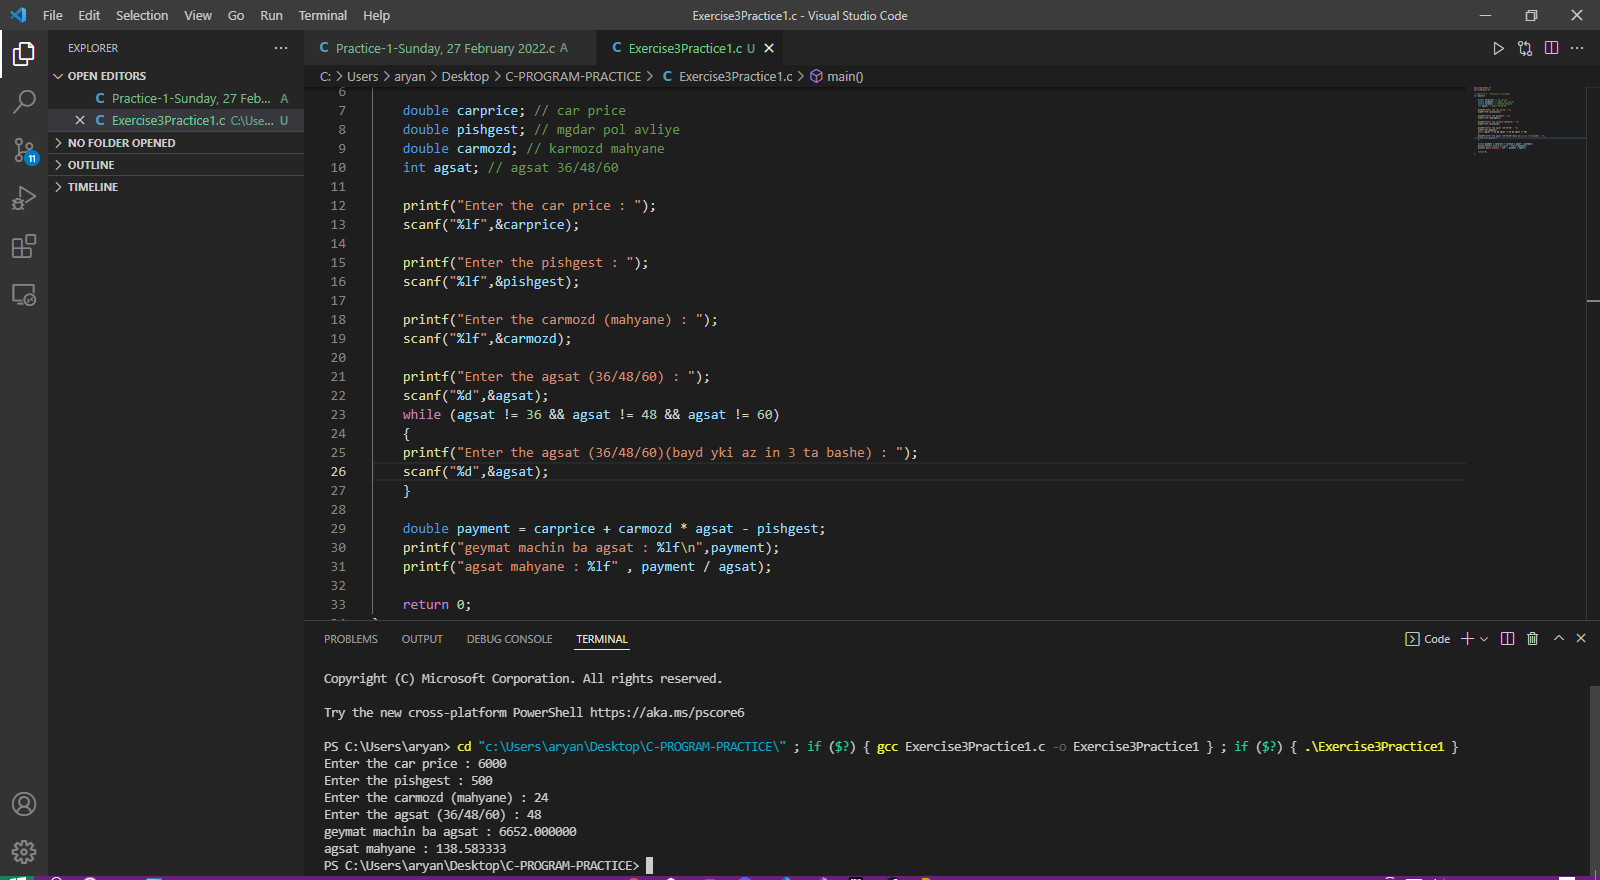 File Edit Selection View Go Run Terminal Help
Exercise3Practice1.c - Visual Studio Code
EXPLORER
OPEN EDITORS
Practice-1-Sunday, 27 Feb... A
Exercise3Practice1.c C:\Use... U
NO FOLDER OPENED
OUTLINE
TIMELINE
11
Practice-1-Sunday, 27 February 2022.c A
Exercise3Practice1.c U
C: > Users > aryan > Desktop > C-PROGRAM-PRACTICE > C Exercise3Practice1.c > main()
6
7 double carprice; // car price
8 double pishgest; // mgdar pol avliye
9 double carmozd; // karmozd mahyane
10 int agsat; // agsat 36/48/60
11
12 printf("Enter the car price : ");
13 scanf("%lf",&carprice);
14
15 printf("Enter the pishgest : ");
16 scanf("%lf",&pishgest);
17
18 printf("Enter the carmozd (mahyane) : ");
19 scanf("%lf",&carmozd);
20
21 printf("Enter the agsat (36/48/60) : ");
22 scanf("%d",&agsat);
23 while (agsat != 36 && agsat != 48 && agsat != 60)
24 {
25 printf("Enter the agsat (36/48/60)(bayd yki az in 3 ta bashe) : ");
26 scanf("%d",&agsat);
27 }
28
29 double payment = carprice + carmozd * agsat - pishgest;
30 printf("geymat machin ba agsat : %lf\n",payment);
31 printf("agsat mahyane : %lf" , payment / agsat);
32
33 return 0;
PROBLEMS OUTPUT DEBUG CONSOLE TERMINAL
Code
Copyright (C) Microsoft Corporation. All rights reserved.
Try the new cross-platform PowerShell https://aka.ms/pscore6
PS C:\Users\aryan> cd "c:\Users\aryan\Desktop\C-PROGRAM-PRACTICE\" ; if ($?) { gcc Exercise3Practice1.c -o Exercise3Practice1 } ; if ($?) { .\Exercise3Practice1 }
Enter the car price : 6000
Enter the pishgest : 500
Enter the carmozd (mahyane) : 24
Enter the agsat (36/48/60) : 48
geymat machin ba agsat : 6652.000000
agsat mahyane : 138.583333
PS C:\Users\aryan\Desktop\C-PROGRAM-PRACTICE>